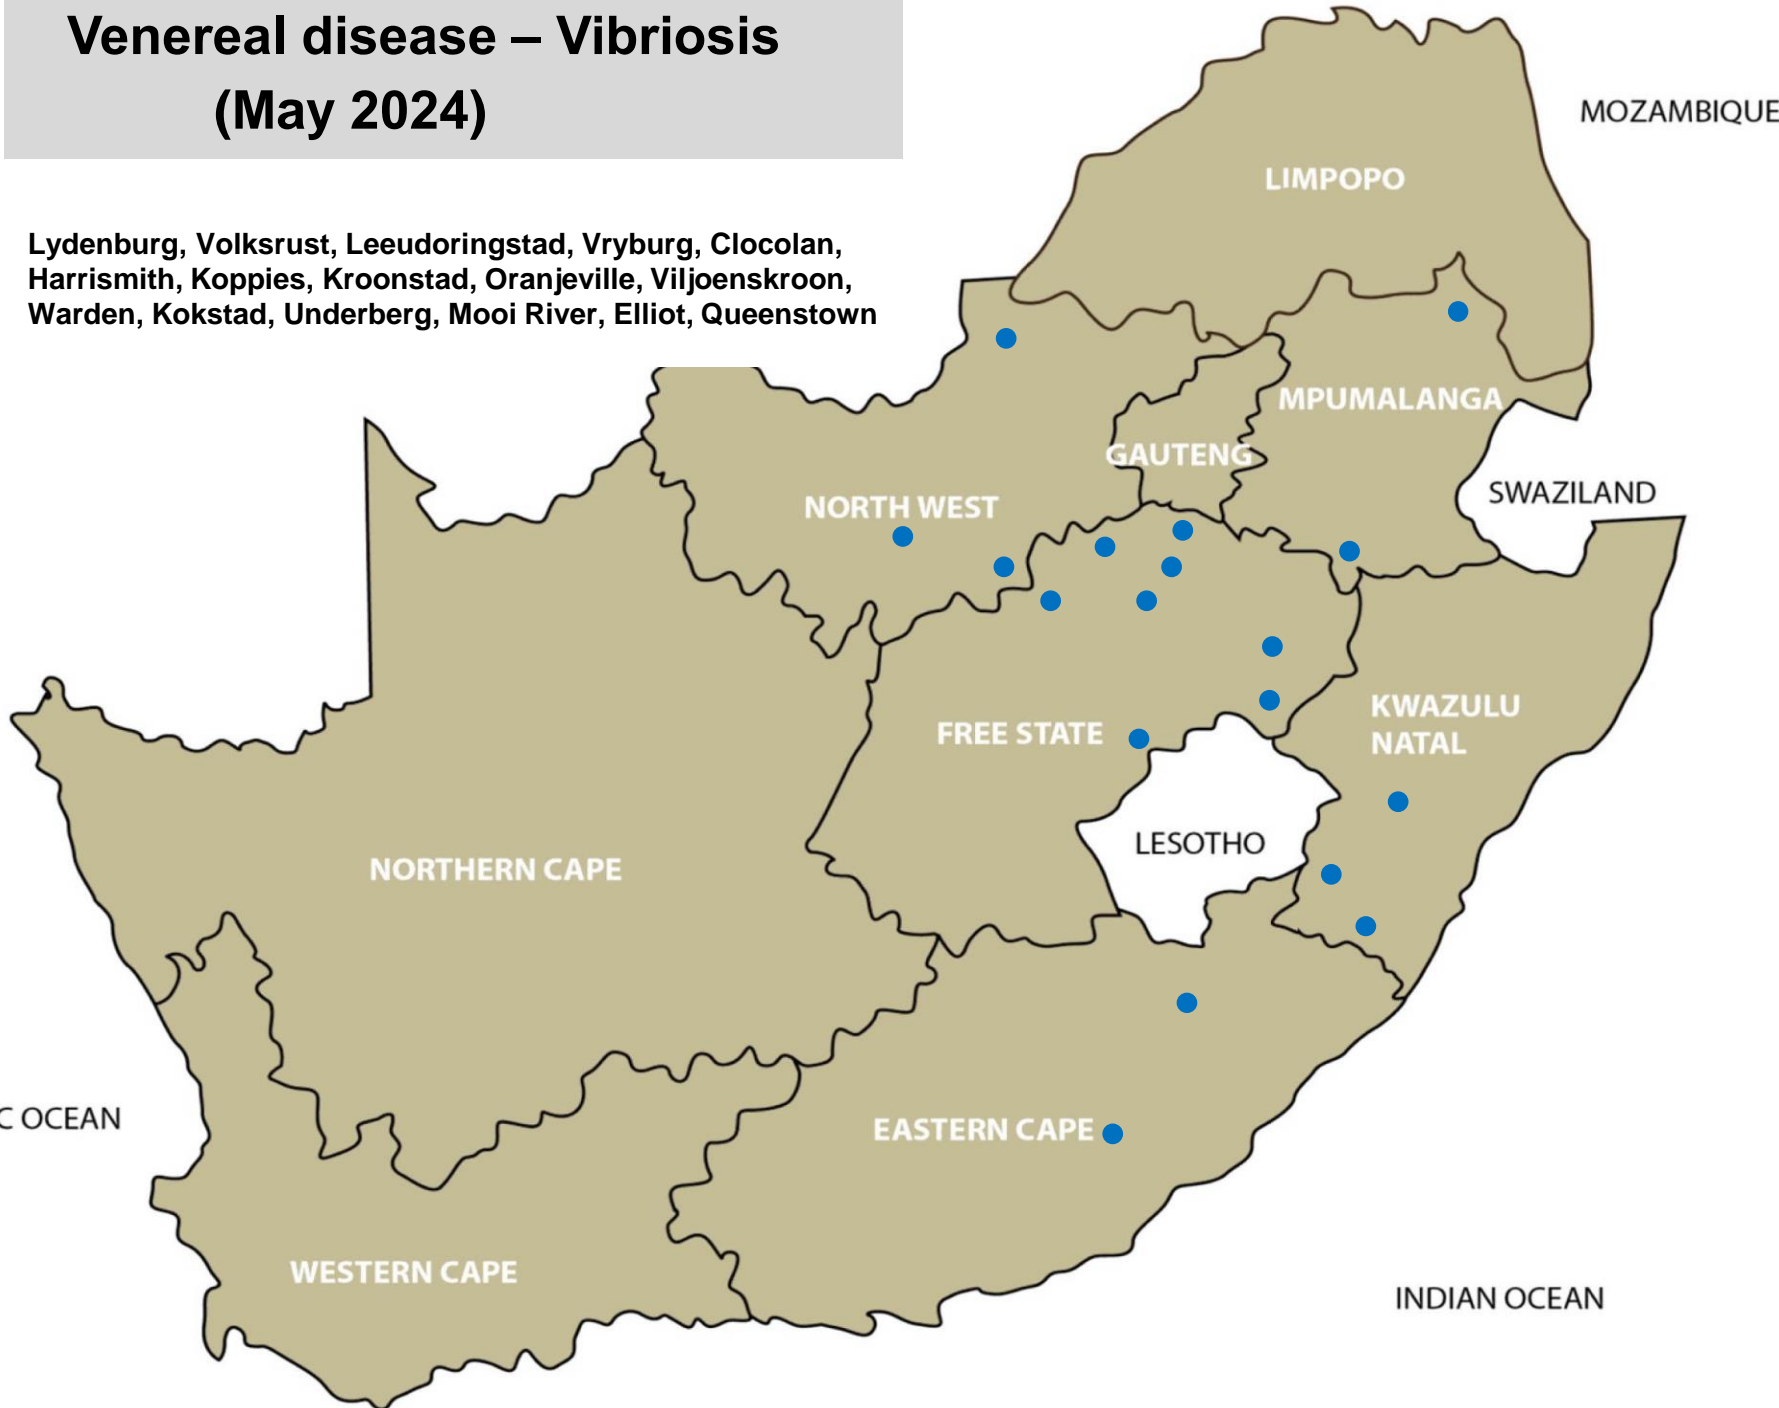 Venereal disease – Vibriosis
(May 2024)
Lydenburg, Volksrust, Leeudoringstad, Vryburg, Clocolan,
Harrismith, Koppies, Kroonstad, Oranjeville, Viljoenskroon,
Warden, Kokstad, Underberg, Mooi River, Elliot, Queenstown
MOZAMBIQUE
LIMPOPO
MPUMALANGA
GAUTENG
SWAZILAND
NORTH WEST
KWAZULU
NATAL
FREE STATE
LESOTHO
NORTHERN CAPE
C OCEAN
EASTERN CAPE
WESTERN CAPE
INDIAN OCEAN